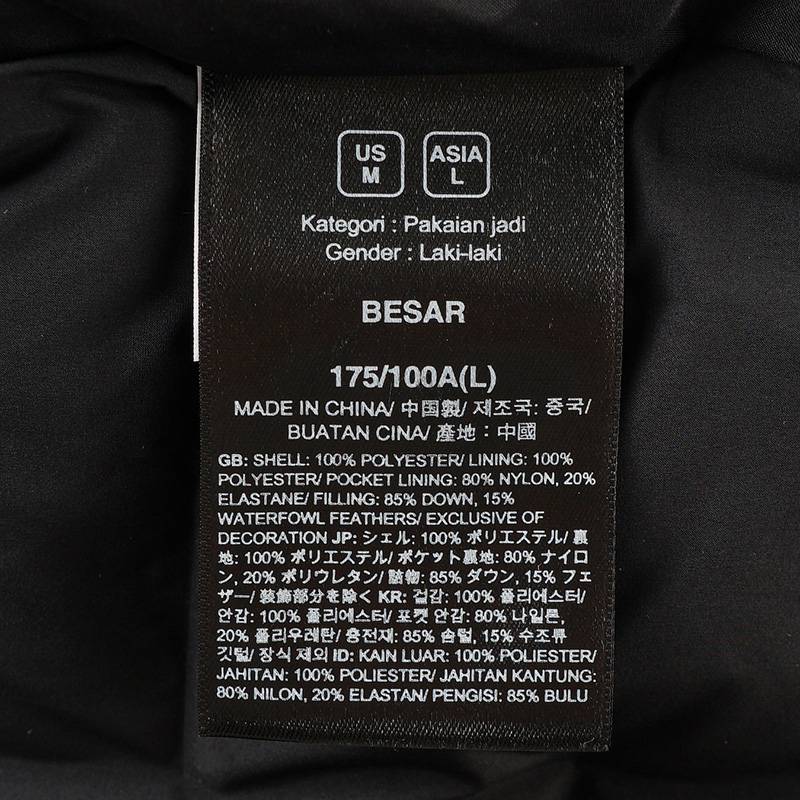 US
M
ASIA
L
Kategori : Pakaian jadi
Gender : Laki-laki
BESAR
175/100A(L)
MADE IN CHINA/ 中国製/ 제조국: 중국/
BUATAN CINA/ 產地：中國
GB: SHELL: 100% POLYESTER/ LINING: 100%
POLYESTER/ POCKET LINING: 80% NYLON, 20%
ELASTANE/ FILLING: 85% DOWN, 15%
WATERFOWL FEATHERS/ EXCLUSIVE OF
DECORATION JP: シェル: 100% ポリエステル/ 裏
地: 100% ポリエステル/ ポケット裏地: 80% ナイロ
ン, 20% ポリウレタン/ 詰物: 85% ダウン, 15% フェ
ザー/ 装飾部分を除く KR: 겉감: 100% 폴리에스터/
안감: 100% 폴리에스터/ 포켓 안감: 80% 나일론,
20% 폴리우레탄/ 충전재: 85% 솜털, 15% 수조류
깃털/ 장식 제외 ID: KAIN LUAR: 100% POLIESTER/
JAHITAN: 100% POLIESTER/ JAHITAN KANTUNG:
80% NILON, 20% ELASTAN/ PENGISI: 85% BULU